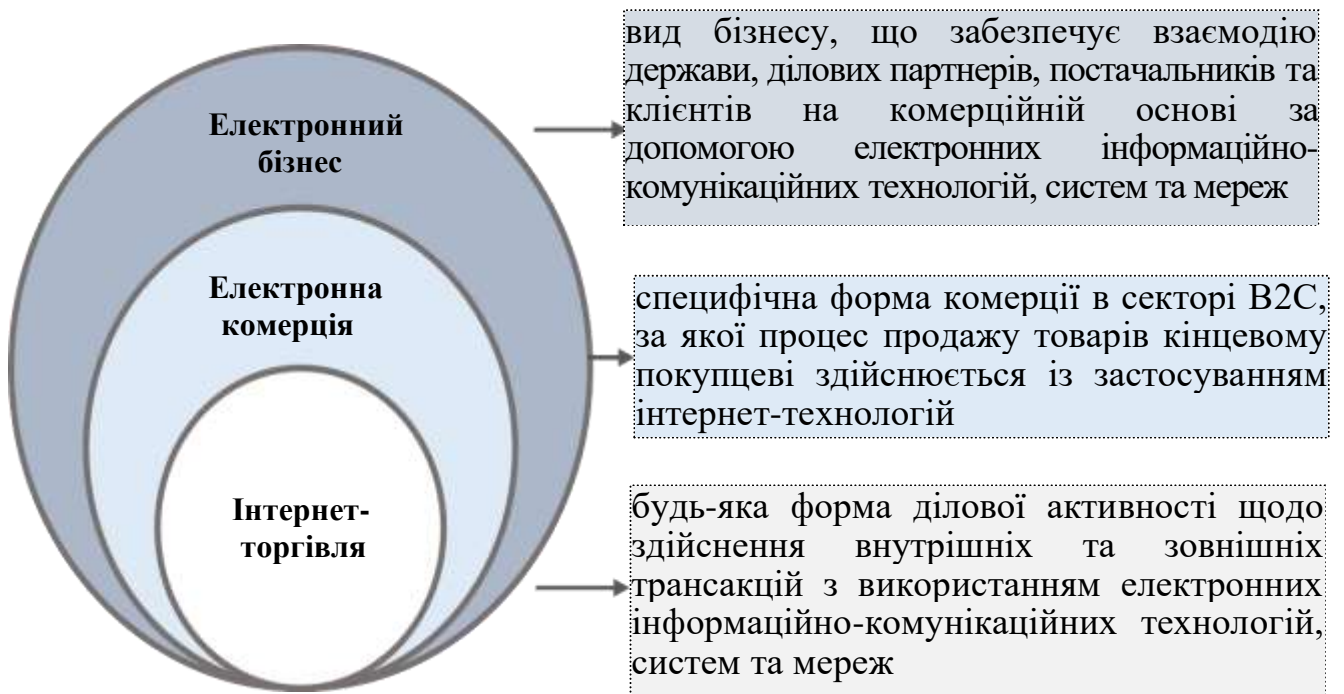 Електронний
бізнес
вид бізнесу, що забезпечує взаємодію
держави, ділових партнерів, постачальників та
клієнтів на комерційній основі за
допомогою електронних інформаційно-
комунікаційних технологій, систем та мереж
Електронна
комерція
специфічна форма комерції в секторі B2C,
за якої процес продажу товарів кінцевому
покупцеві здійснюється із застосуванням
інтернет-технологій
Інтернет-
торгівля
будь-яка форма ділової активності щодо
здійснення внутрішніх та зовнішніх
трансакцій з використанням електронних
інформаційно-комунікаційних технологій,
систем та мереж